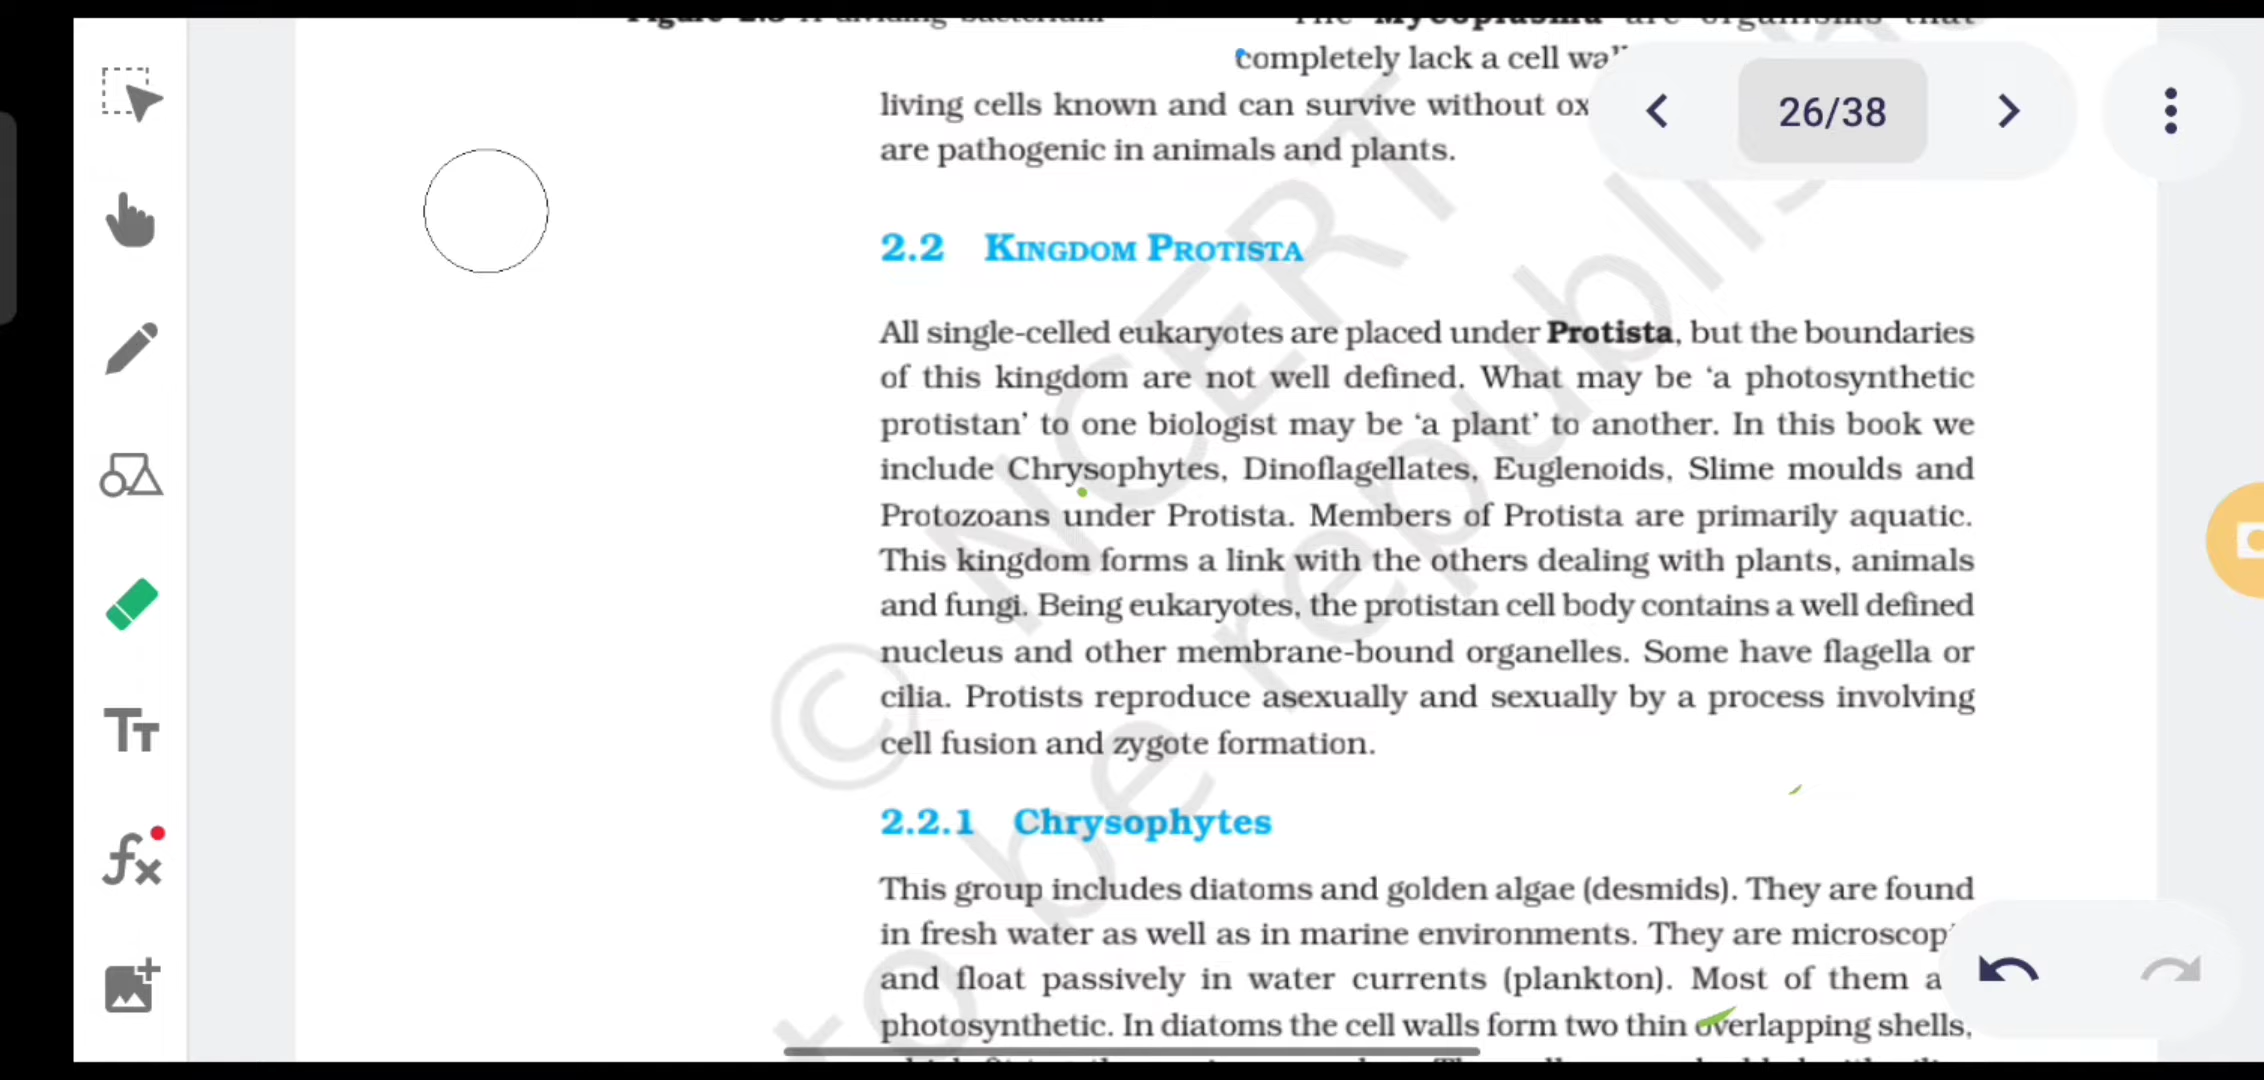 completely lack a cell
living cells known and can survive without
26/38
are pathogenic in animals and plants.
2.2 KINGDOM PROTISTA
All single-celled eukaryotes are placed under Protista, but the boundaries
of this kingdom are not well defined. What may be ‘a photosynthetic
protistan’ to one biologist may be ‘a plant’ to another. In this book we
include Chrysophytes, Dinoflagellates, Euglenoids, Slime moulds and
Protozoans under Protista. Members of Protista are primarily aquatic.
This kingdom forms a link with the others dealing with plants, animals
and fungi. Being eukaryotes, the protistan cell body contains a well defined
nucleus and other membrane-bound organelles. Some have flagella or
cilia. Protists reproduce asexually and sexually by a process involving
cell fusion and zygote formation.
2.2.1 Chrysophytes
This group includes diatoms and golden algae (desmids). They are found
in fresh water as well as in marine environments. They are
and float passively in water currents (plankton). Most of them
photosynthetic. In diatoms the cell walls form two thin overlapping shells,
© NCERT
to be